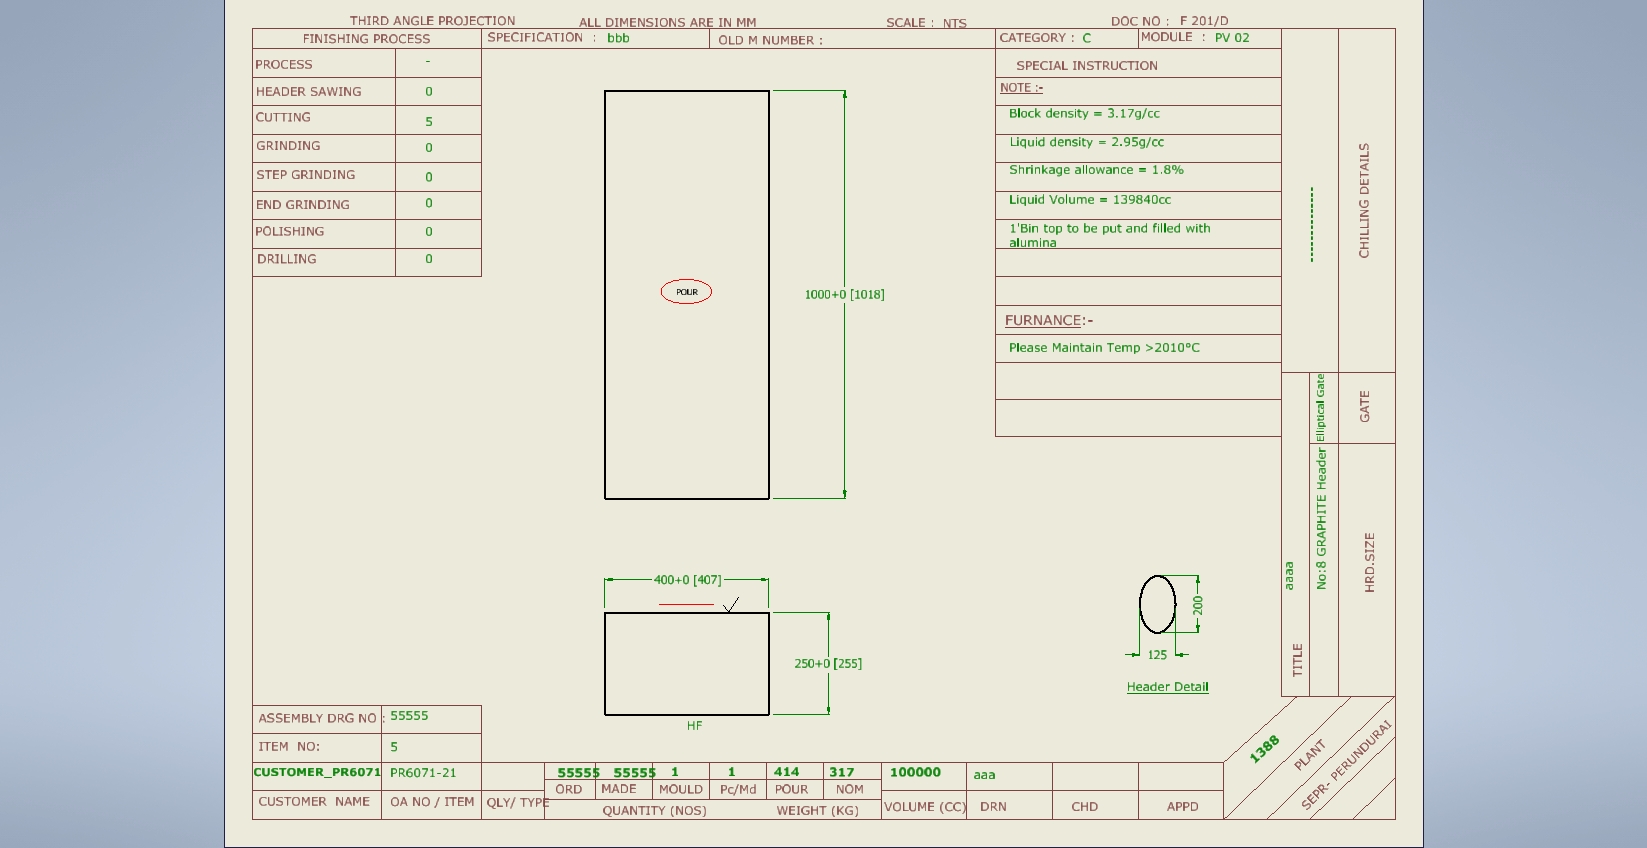 THIRD ANGLE PROJECTION ALL DIMENSIONS ARE IN MM SCALE : NTS DOC NO : F 201/D
FINISHING PROCESS SPECIFICATION : bbb OLD M NUMBER : CATEGORY : C MODULE : PV 02
PROCESS -
HEADER SAWING 0
CUTTING 5
GRINDING 0
STEP GRINDING 0
END GRINDING 0
POLISHING 0
DRILLING 0
POUR
1000+0 [1018]
400+0 [407]
250+0 [255]
HF
SPECIAL INSTRUCTION
NOTE :-
Block density = 3.17g/cc
Liquid density = 2.95g/cc
Shrinkage allowance = 1.8%
Liquid Volume = 139840cc
1'Bin top to be put and filled with
alumina
FURNANCE:-
Please Maintain Temp >2010°C
200
125
Header Detail
-----------
CHILLING DETAILS
Elliptical Gate
GATE
No:8 GRAPHITE Header
HRD.SIZE
aaaa
TITLE
1388
PLANT
SEPR- PERUNDURAI
ASSEMBLY DRG NO : 55555
ITEM NO: 5
CUSTOMER_PR6071 PR6071-21 55555 55555 1 1 414 317 100000 aaa
ORD MADE MOULD Pc/Md POUR NOM
CUSTOMER NAME OA NO / ITEM QLY/ TYPE QUANTITY (NOS) WEIGHT (KG) VOLUME (CC) DRN CHD APPD